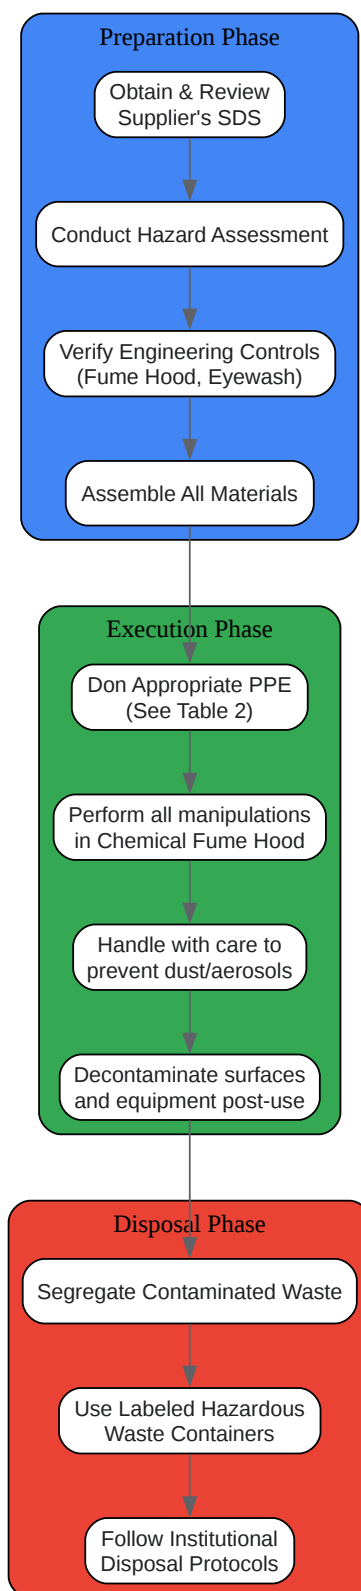 Preparation Phase
Obtain & Review
Supplier's SDS
Conduct Hazard Assessment
Verify Engineering Controls
(Fume Hood, Eyewash)
Assemble All Materials
Execution Phase
Don Appropriate PPE
(See Table 2)
Perform all manipulations
in Chemical Fume Hood
Handle with care to
prevent dust/aerosols
Decontaminate surfaces
and equipment post-use
Disposal Phase
Segregate Contaminated Waste
Use Labeled Hazardous
Waste Containers
Follow Institutional
Disposal Protocols